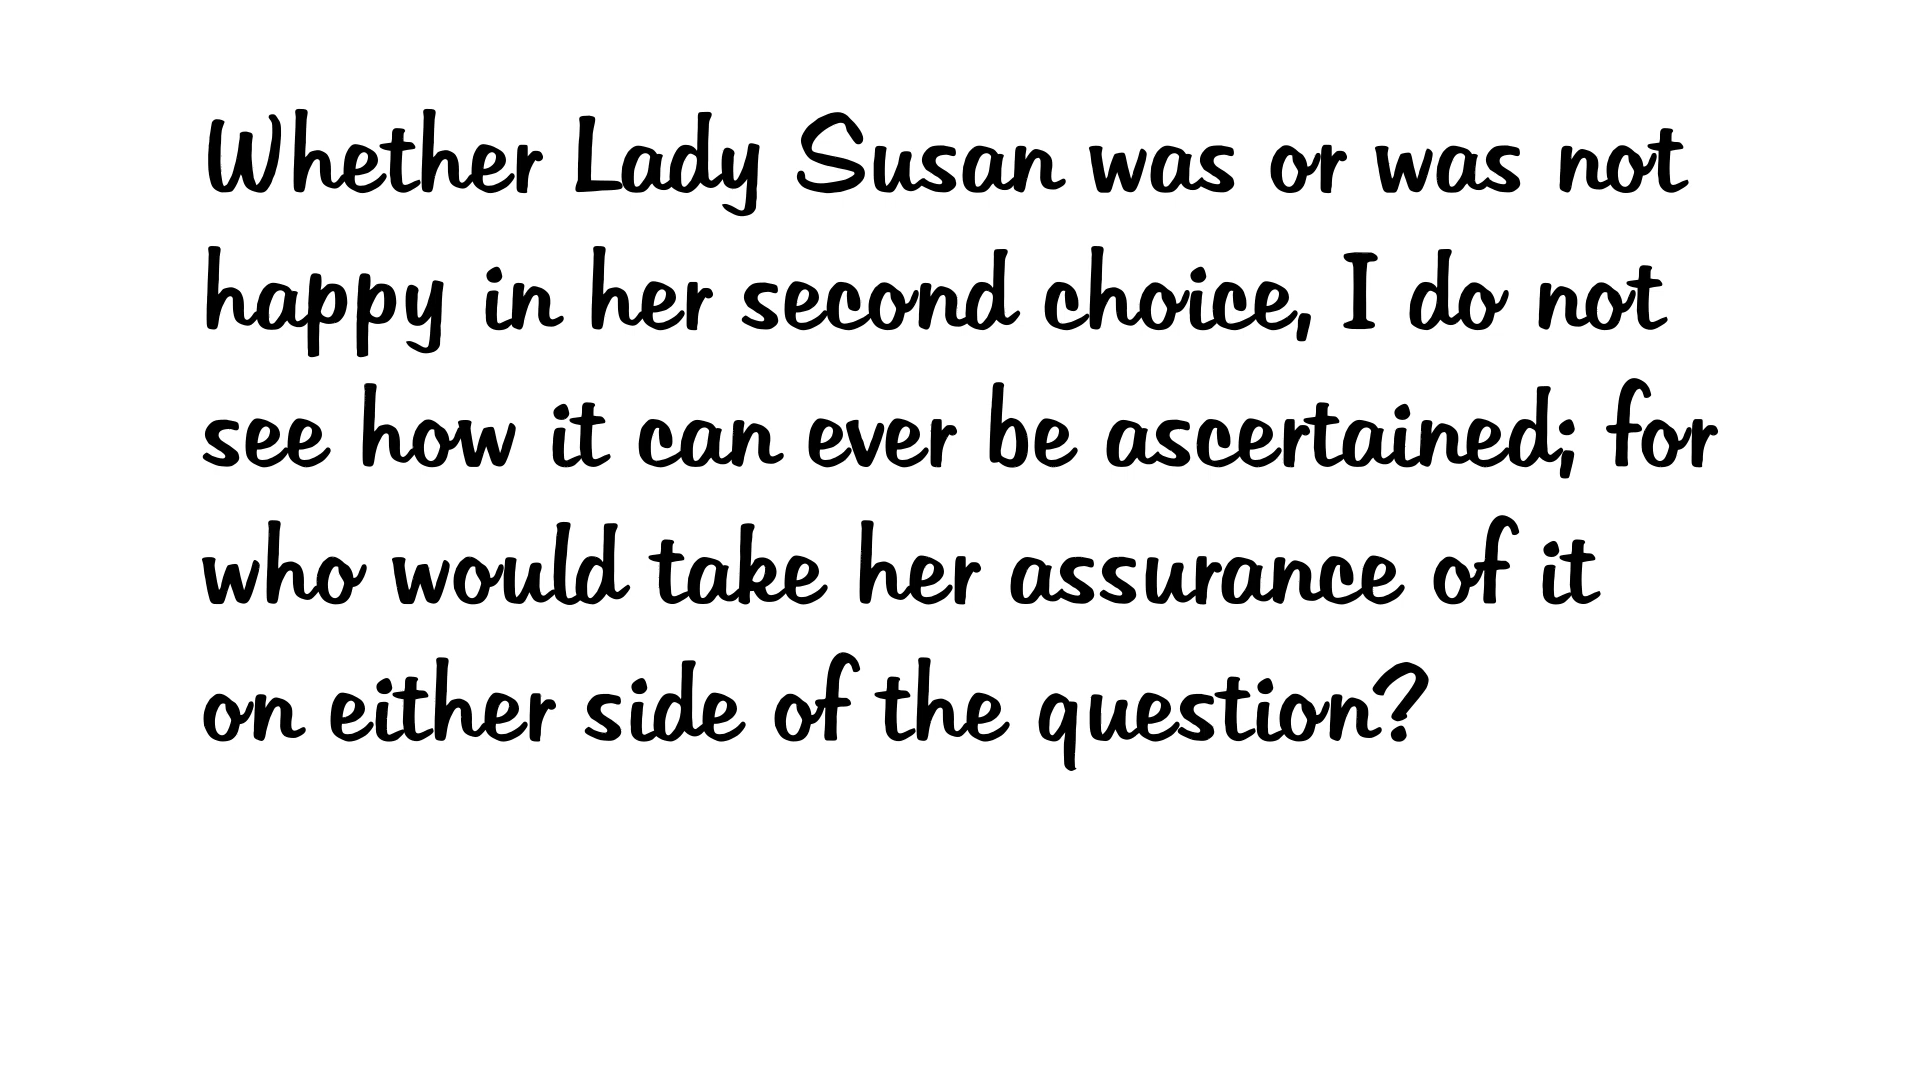 Whether Lady Susan was or was not
happy in her second choice, I do not
see how it can ever be ascertained; for
who would take her assurance of it
on either side of the question?